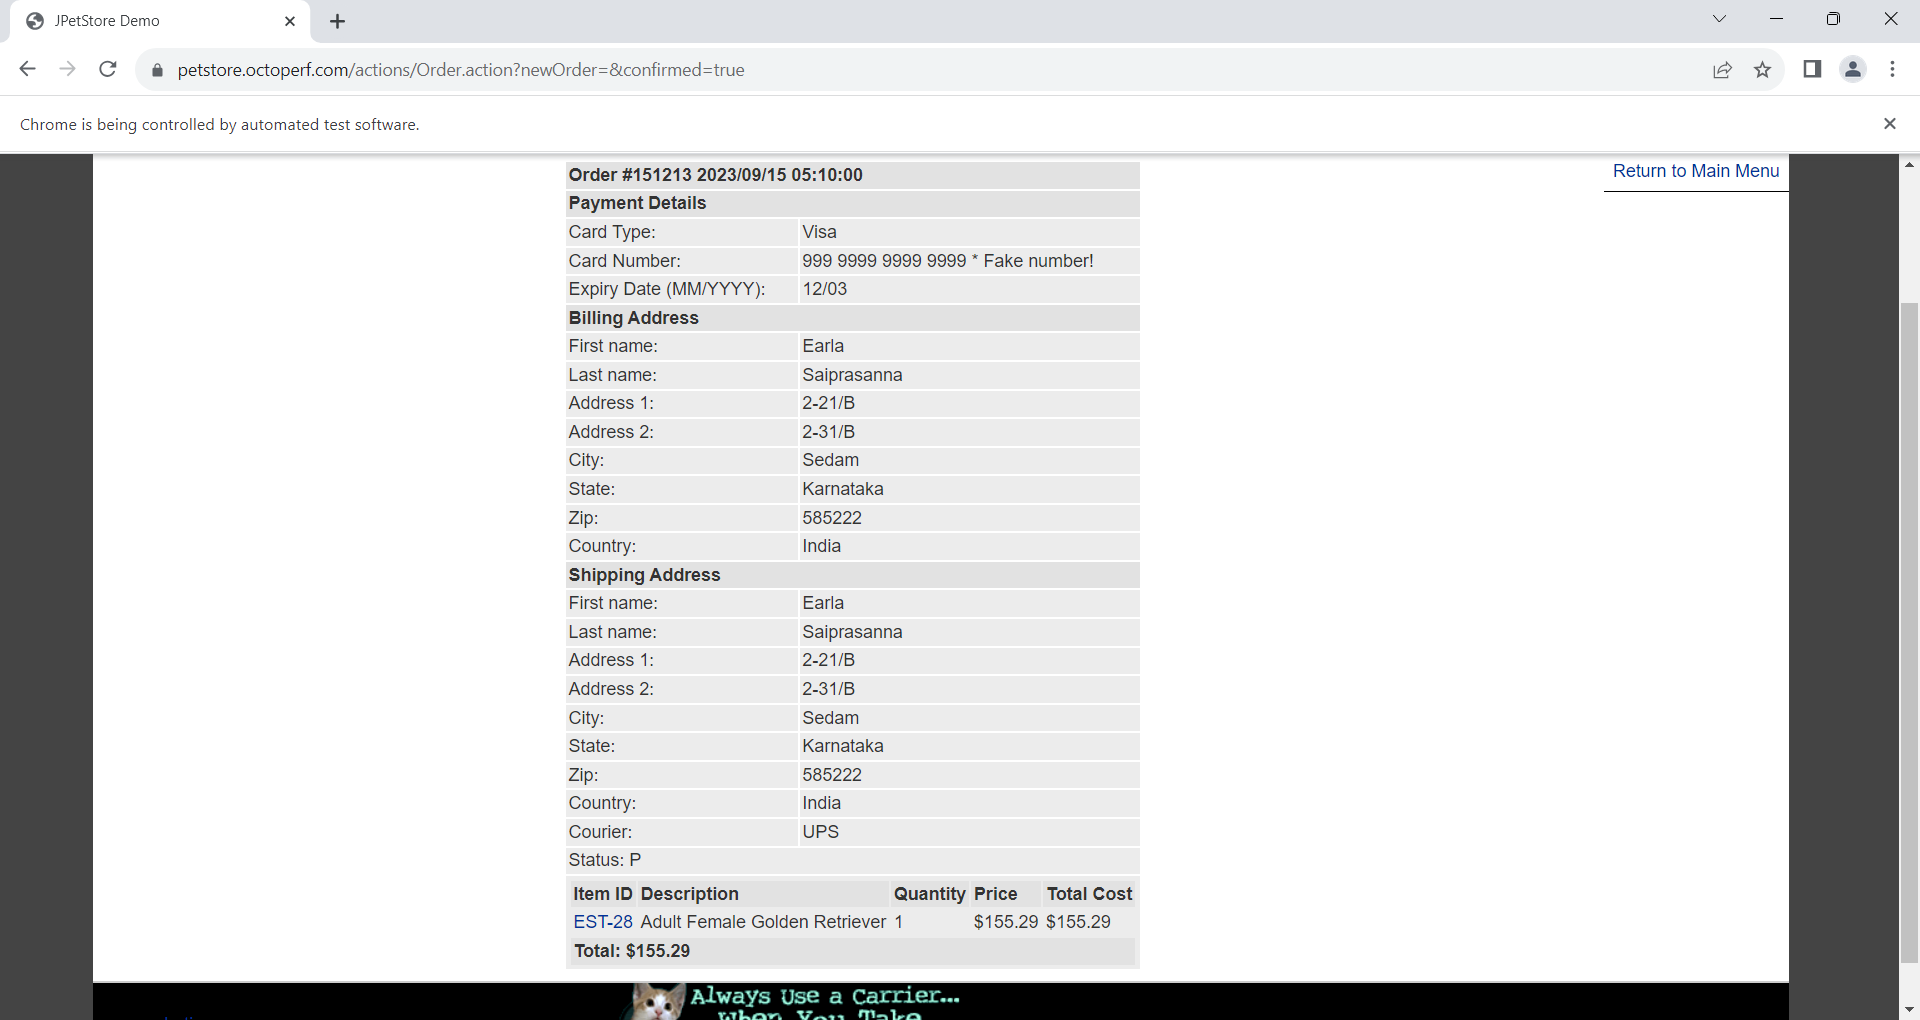 JPetStore Demo
petstore.octoperf.com/actions/Order.action?newOrder=&confirmed=true
Chrome is being controlled by automated test software.
Return to Main Menu
Order #151213 2023/09/15 05:10:00
Payment Details
Card Type: Visa
Card Number: 999 9999 9999 9999 * Fake number!
Expiry Date (MM/YYYY): 12/03
Billing Address
First name: Earla
Last name: Saiprasanna
Address 1: 2-21/B
Address 2: 2-31/B
City: Sedam
State: Karnataka
Zip: 585222
Country: India
Shipping Address
First name: Earla
Last name: Saiprasanna
Address 1: 2-21/B
Address 2: 2-31/B
City: Sedam
State: Karnataka
Zip: 585222
Country: India
Courier: UPS
Status: P
Item ID Description Quantity Price Total Cost
EST-28 Adult Female Golden Retriever 1 $155.29 $155.29
Total: $155.29
Always Use a Carrier...
When You Take